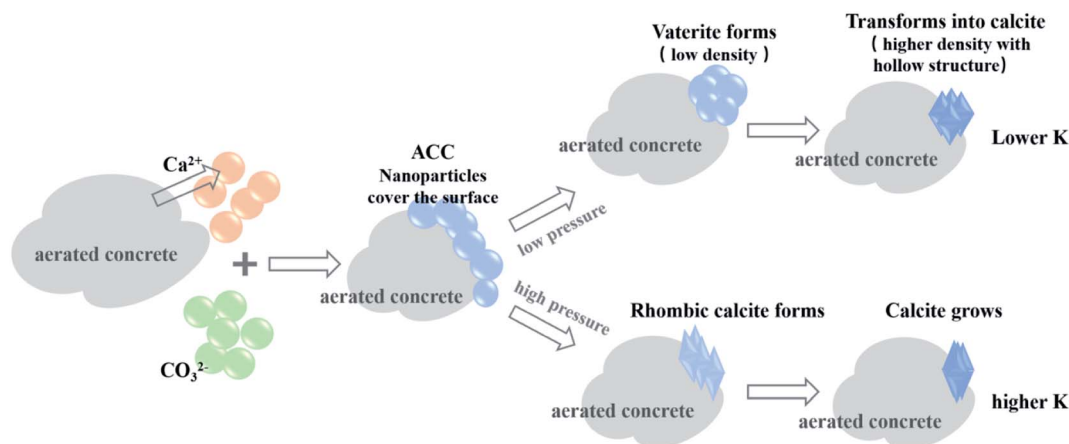 Ca²⁺
aerated concrete
+
CO₃²⁻
ACC
Nanoparticles
cover the surface
aerated concrete
low pressure
high pressure
Vaterite forms
( low density )
aerated concrete
Transforms into calcite
( higher density with
hollow structure)
aerated concrete
Lower K
Rhombic calcite forms
aerated concrete
Calcite grows
aerated concrete
higher K